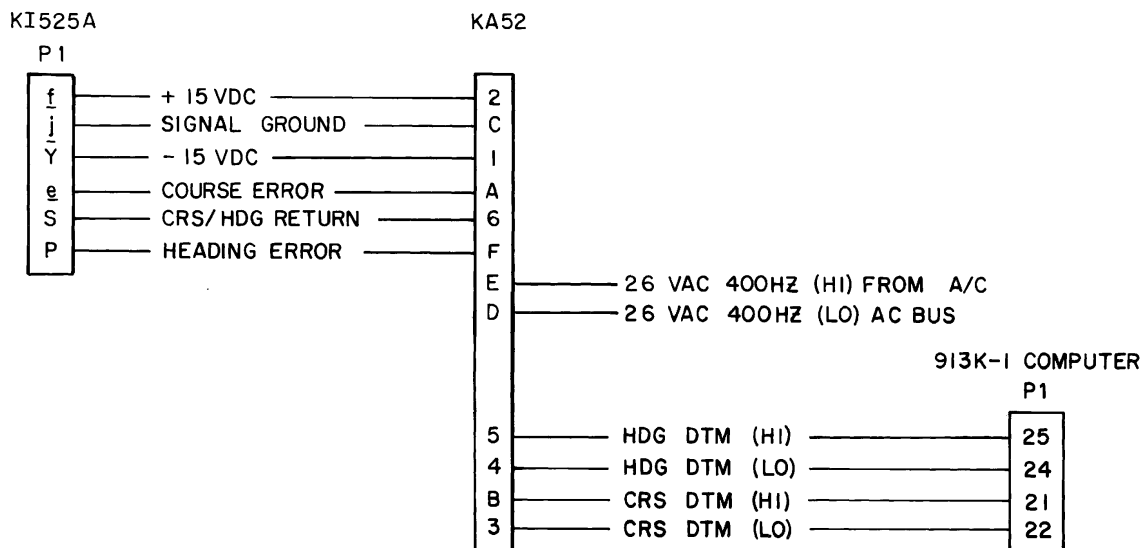 KI525A
KA52
P1
f + 15 VDC 2
j SIGNAL GROUND C
Y - 15 VDC 1
e COURSE ERROR A
S CRS/HDG RETURN 6
P HEADING ERROR F
E 26 VAC 400HZ (HI) FROM A/C
D 26 VAC 400HZ (LO) AC BUS
913K-1 COMPUTER
P1
5 HDG DTM (HI) 25
4 HDG DTM (LO) 24
B CRS DTM (HI) 21
3 CRS DTM (LO) 22